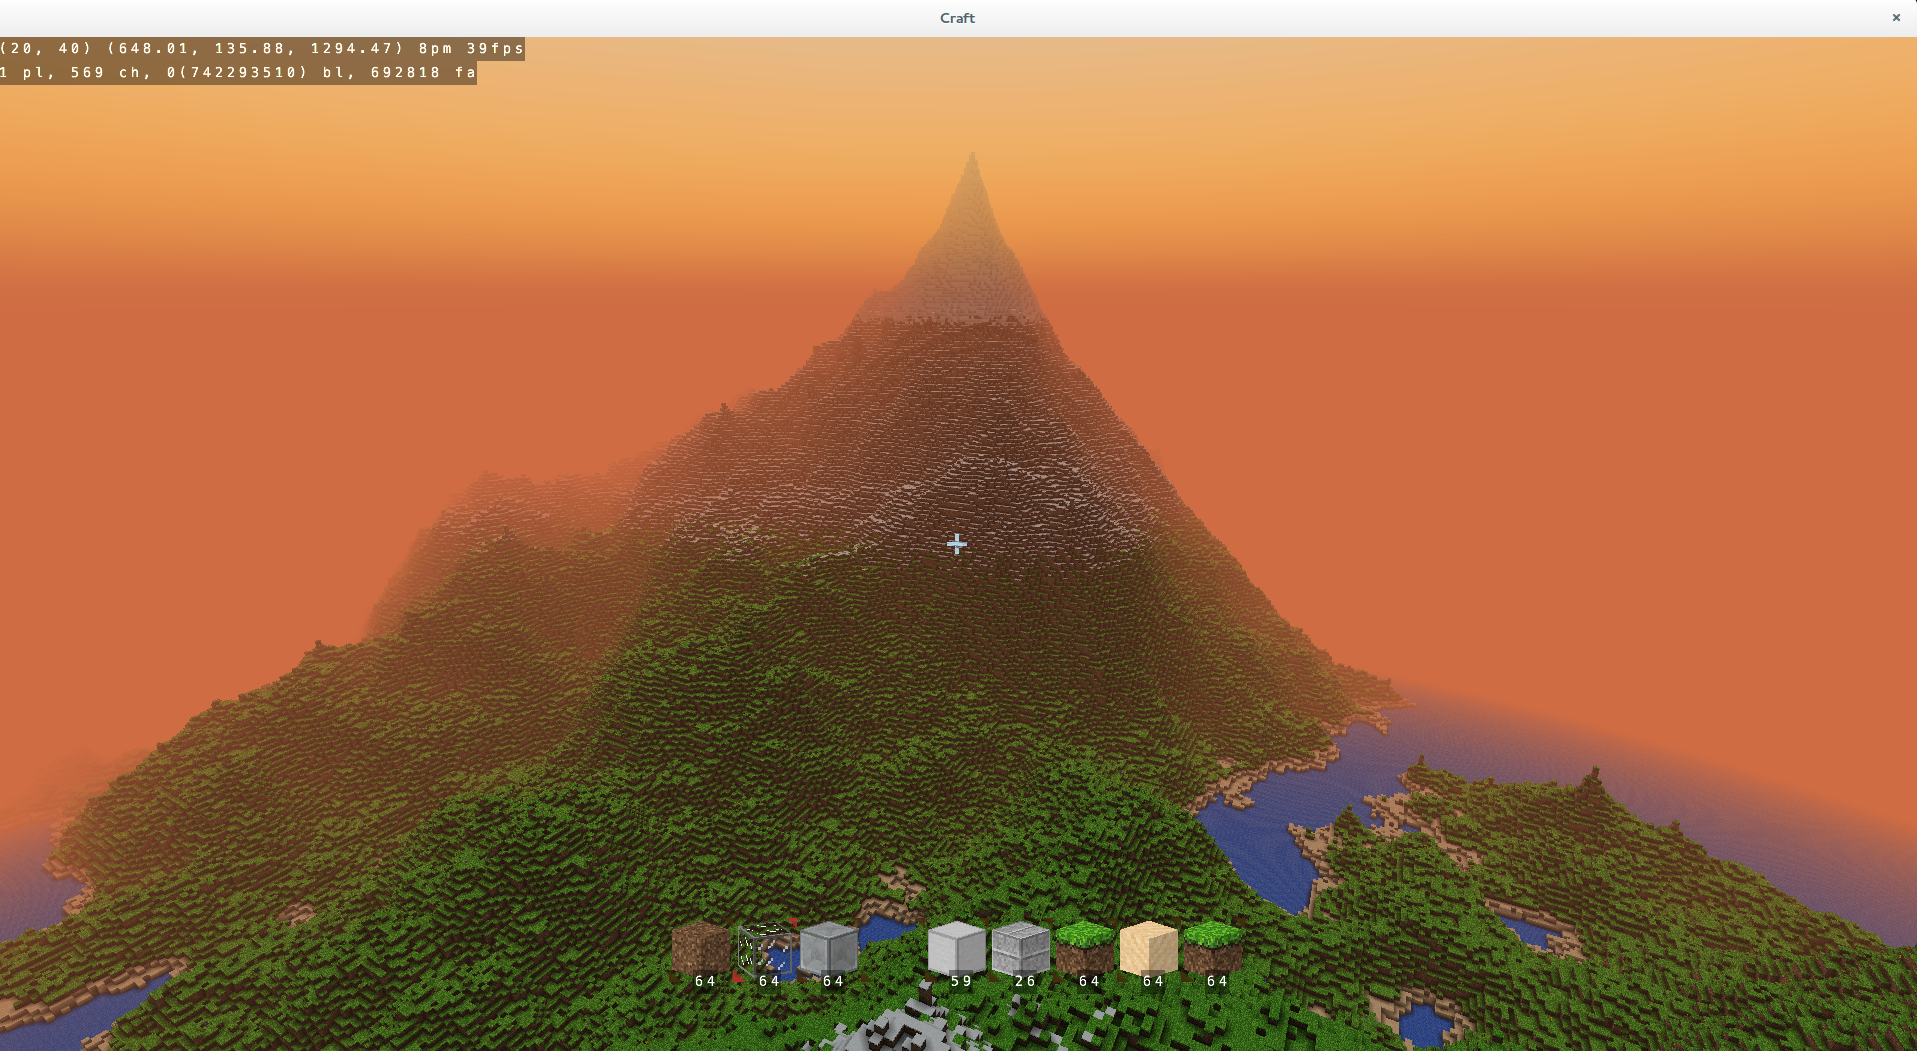 Craft
(20, 40) (648.01, 135.88, 1294.47) 8pm 39fps
1 pl, 569 ch, 0(742293510) bl, 692818 fa
64 64 64 59 26 64 64 64